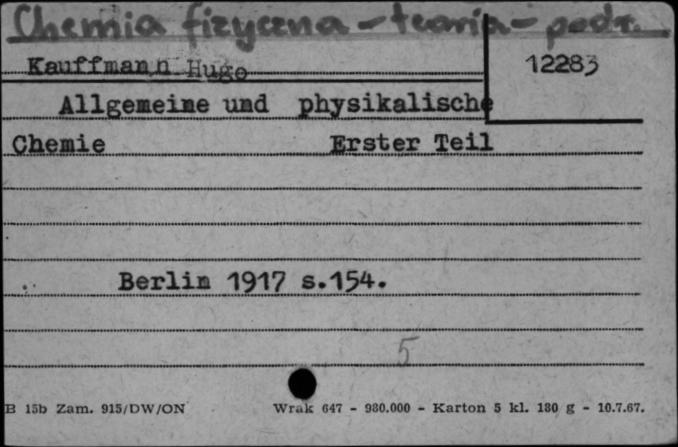 Chemia fizyczna - teoria - podr.
Kauffmann Hugo
12283
Allgemeine und physikalische
Chemie Erster Teil
Berlin 1917 s.154.
5
B 15b Zam. 915/DW/ON Wrak 647 - 980.000 - Karton 5 kl. 180 g - 10.7.67.